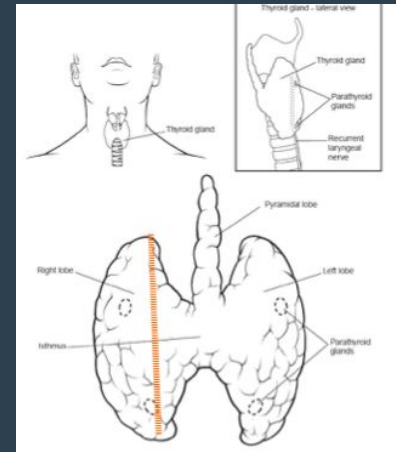 Thyroid gland - lateral view
Thyroid gland
Parathyroid
glands
Recurrent
laryngeal
nerve
Thyroid gland
Pyramidal lobe
Right lobe
Left lobe
Isthmus
Parathyroid
glands